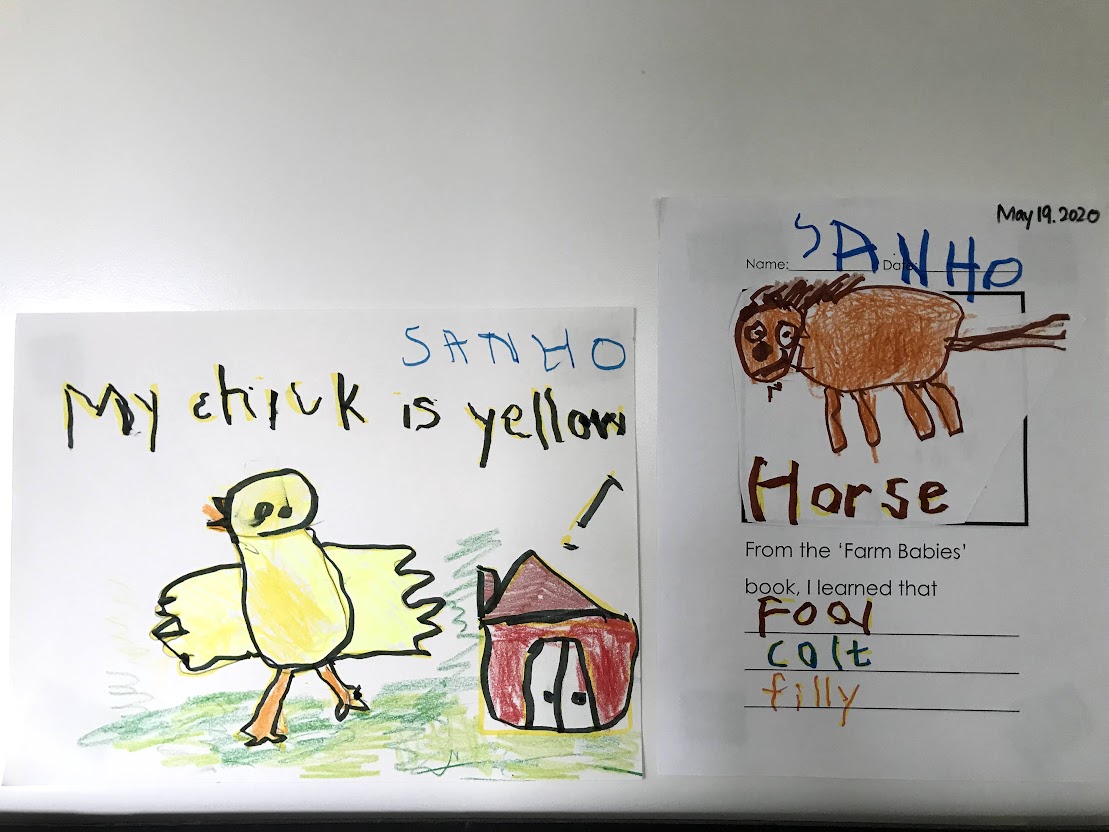 SANHO
My chick is yellow
!
May 19. 2020
Name: SANHO Date:
Horse
From the ‘Farm Babies’
book, I learned that
Foal
colt
filly